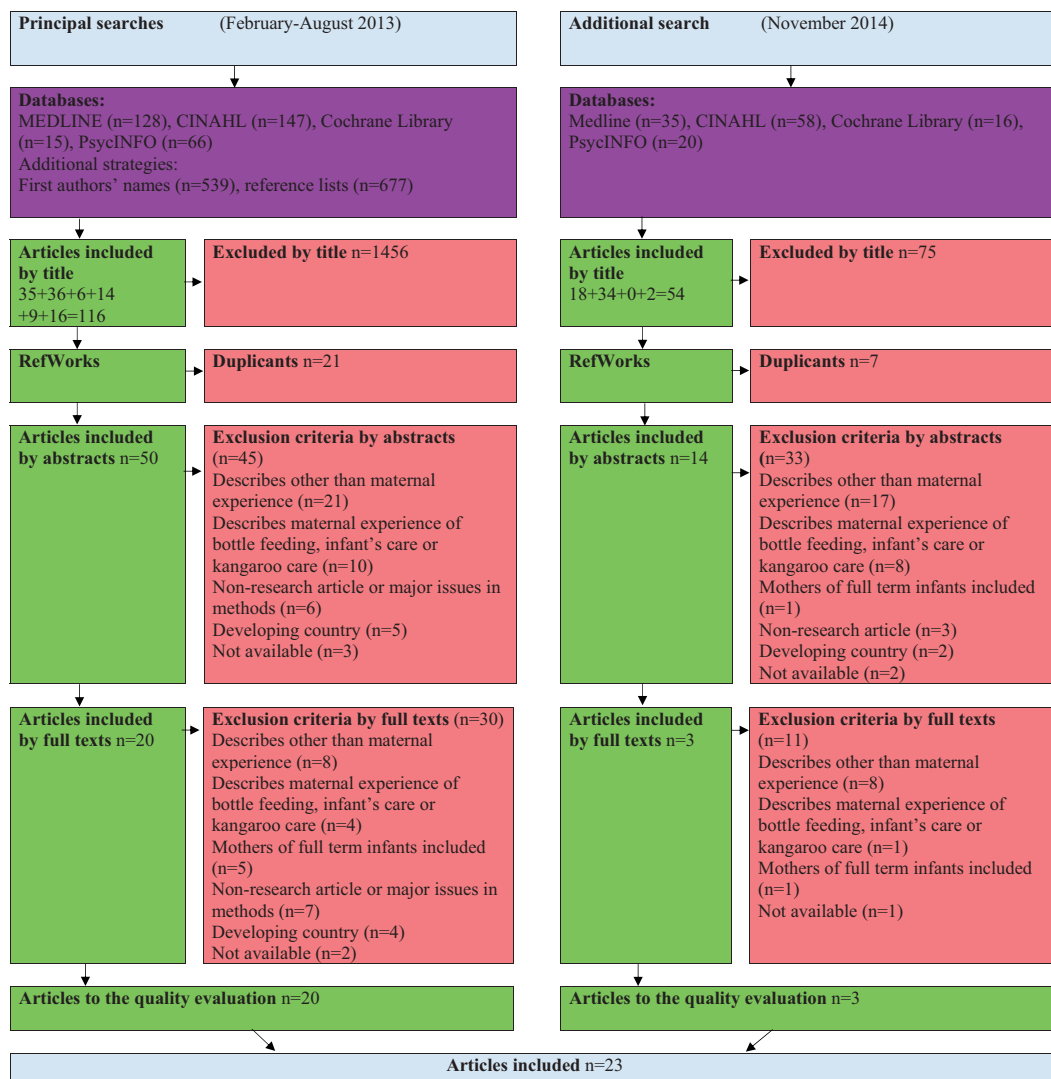 Principal searches (February-August 2013)
Databases:
MEDLINE (n=128), CINAHL (n=147), Cochrane Library
(n=15), PsycINFO (n=66)
Additional strategies:
First authors' names (n=539), reference lists (n=677)
Articles included
by title
35+36+6+14
+9+16=116
Excluded by title n=1456
RefWorks
Duplicants n=21
Articles included
by abstracts n=50
Exclusion criteria by abstracts
(n=45)
Describes other than maternal
experience (n=21)
Describes maternal experience of
bottle feeding, infant's care or
kangaroo care (n=10)
Non-research article or major issues in
methods (n=6)
Developing country (n=5)
Not available (n=3)
Articles included
by full texts n=20
Exclusion criteria by full texts (n=30)
Describes other than maternal
experience (n=8)
Describes maternal experience of
bottle feeding, infant's care or
kangaroo care (n=4)
Mothers of full term infants included
(n=5)
Non-research article or major issues in
methods (n=7)
Developing country (n=4)
Not available (n=2)
Articles to the quality evaluation n=20
Additional search (November 2014)
Databases:
Medline (n=35), CINAHL (n=58), Cochrane Library (n=16),
PsycINFO (n=20)
Articles included
by title
18+34+0+2=54
Excluded by title n=75
RefWorks
Duplicants n=7
Articles included
by abstracts n=14
Exclusion criteria by abstracts
(n=33)
Describes other than maternal
experience (n=17)
Describes maternal experience of
bottle feeding, infant's care or
kangaroo care (n=8)
Mothers of full term infants included
(n=1)
Non-research article (n=3)
Developing country (n=2)
Not available (n=2)
Articles included
by full texts n=3
Exclusion criteria by full texts
(n=11)
Describes other than maternal
experience (n=8)
Describes maternal experience of
bottle feeding, infant's care or
kangaroo care (n=1)
Mothers of full term infants included
(n=1)
Not available (n=1)
Articles to the quality evaluation n=3
Articles included n=23